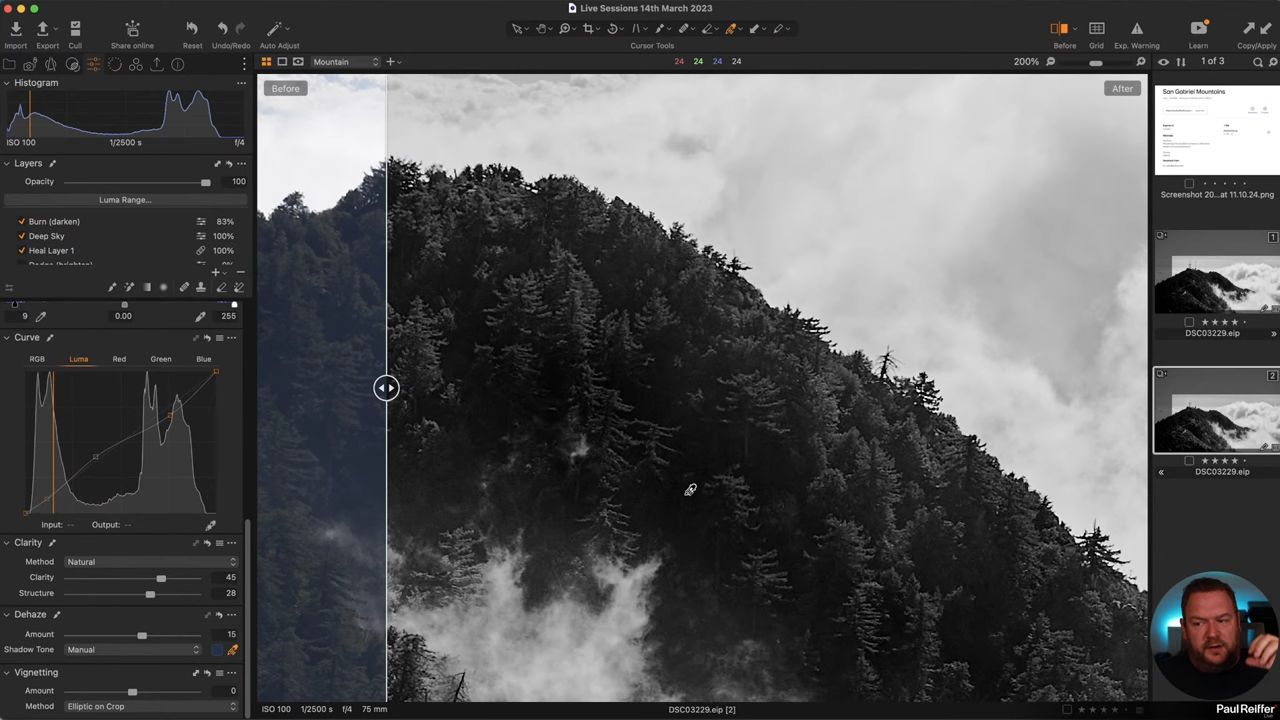 Live Sessions 14th March 2023
Import
Export
Cull
Share online
Reset
Undo/Redo
Auto Adjust
Cursor Tools
Before
Grid
Exp. Warning
Learn
Copy/Apply
Mountain
24 24 24 24
200%
1 of 3
Histogram
ISO 100
1/2500 s
f/4
Layers
Opacity
100
Luma Range...
Burn (darken)
83%
Deep Sky
100%
Heal Layer 1
100%
9
0.00
255
Curve
RGB
Luma
Red
Green
Blue
Input: --
Output: --
Clarity
Method
Natural
Clarity
45
Structure
28
Dehaze
Amount
15
Shadow Tone
Manual
Vignetting
Amount
0
Method
Elliptic on Crop
Before
After
ISO 100
1/2500 s
f/4
75 mm
DSC03229.eip [2]
San Gabriel Mountains
Screenshot 20...at 11.10.24.png
1
DSC03229.eip
2
DSC03229.eip
Paul Reiffer
Live